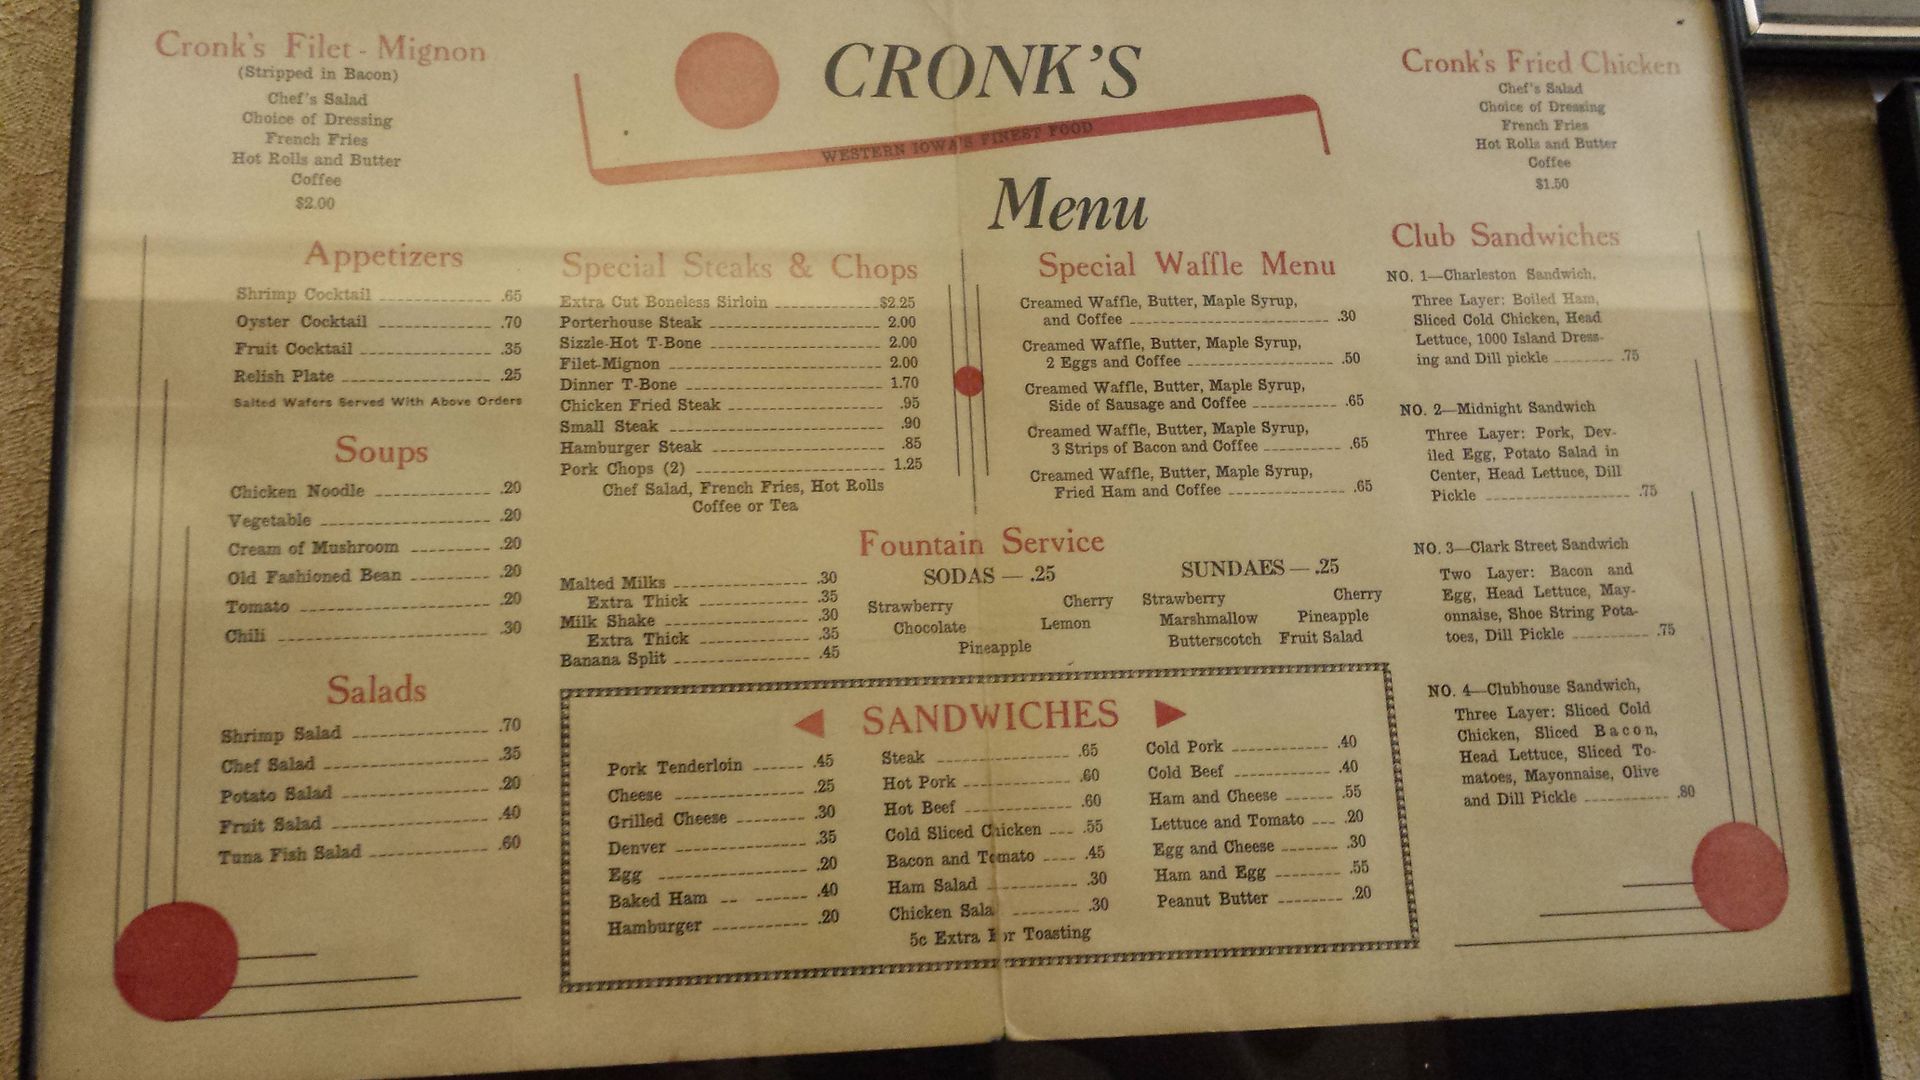 Cronk's Filet - Mignon
(Stripped in Bacon)
Chef's Salad
Choice of Dressing
French Fries
Hot Rolls and Butter
Coffee
$2.00
CRONK'S
WESTERN IOWA'S FINEST FOOD
Menu
Cronk's Fried Chicken
Chef's Salad
Choice of Dressing
French Fries
Hot Rolls and Butter
Coffee
$1.50
Appetizers
Shrimp Cocktail .65
Oyster Cocktail .70
Fruit Cocktail .35
Relish Plate .25
Salted Wafers Served With Above Orders
Soups
Chicken Noodle .20
Vegetable .20
Cream of Mushroom .20
Old Fashioned Bean .20
Tomato .20
Chili .30
Salads
Shrimp Salad .70
Chef Salad .35
Potato Salad .20
Fruit Salad .40
Tuna Fish Salad .60
Special Steaks & Chops
Extra Cut Boneless Sirloin $2.25
Porterhouse Steak 2.00
Sizzle-Hot T-Bone 2.00
Filet-Mignon 2.00
Dinner T-Bone 1.70
Chicken Fried Steak .95
Small Steak .90
Hamburger Steak .85
Pork Chops (2) 1.25
Chef Salad, French Fries, Hot Rolls
Coffee or Tea
Special Waffle Menu
Creamed Waffle, Butter, Maple Syrup,
and Coffee .30
Creamed Waffle, Butter, Maple Syrup,
2 Eggs and Coffee .50
Creamed Waffle, Butter, Maple Syrup,
Side of Sausage and Coffee .65
Creamed Waffle, Butter, Maple Syrup,
3 Strips of Bacon and Coffee .65
Creamed Waffle, Butter, Maple Syrup,
Fried Ham and Coffee .65
Fountain Service
Malted Milks .30
Extra Thick .35
Milk Shake .30
Extra Thick .35
Banana Split .45
SODAS — .25
Strawberry Cherry
Chocolate Lemon
Pineapple
SUNDAES — .25
Strawberry Cherry
Marshmallow Pineapple
Butterscotch Fruit Salad
SANDWICHES
Pork Tenderloin .45
Cheese .25
Grilled Cheese .30
Denver .35
Egg .20
Baked Ham .40
Hamburger .20
Steak .65
Hot Pork .60
Hot Beef .60
Cold Sliced Chicken .55
Bacon and Tomato .45
Ham Salad .30
Chicken Sala .30
5c Extra For Toasting
Cold Pork .40
Cold Beef .40
Ham and Cheese .55
Lettuce and Tomato .20
Egg and Cheese .30
Ham and Egg .55
Peanut Butter .20
Club Sandwiches
NO. 1—Charleston Sandwich,
Three Layer: Boiled Ham,
Sliced Cold Chicken, Head
Lettuce, 1000 Island Dress-
ing and Dill pickle .75
NO. 2—Midnight Sandwich
Three Layer: Pork, Dev-
iled Egg, Potato Salad in
Center, Head Lettuce, Dill
Pickle .75
NO. 3—Clark Street Sandwich
Two Layer: Bacon and
Egg, Head Lettuce, May-
onnaise, Shoe String Pota-
toes, Dill Pickle .75
NO. 4—Clubhouse Sandwich,
Three Layer: Sliced Cold
Chicken, Sliced Bacon,
Head Lettuce, Sliced To-
matoes, Mayonnaise, Olive
and Dill Pickle .80